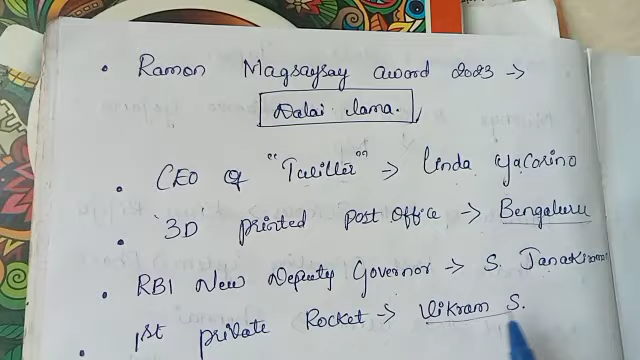 • Ramon Magsaysay award 2023 →
Dalai lama.
• CEO of "Twitter" → Linda Yacorino
• '3D' printed Post Office → Bengaluru
• RBI New Deputy Governor → S. Janakiraman
• 1st private Rocket → Vikram S.